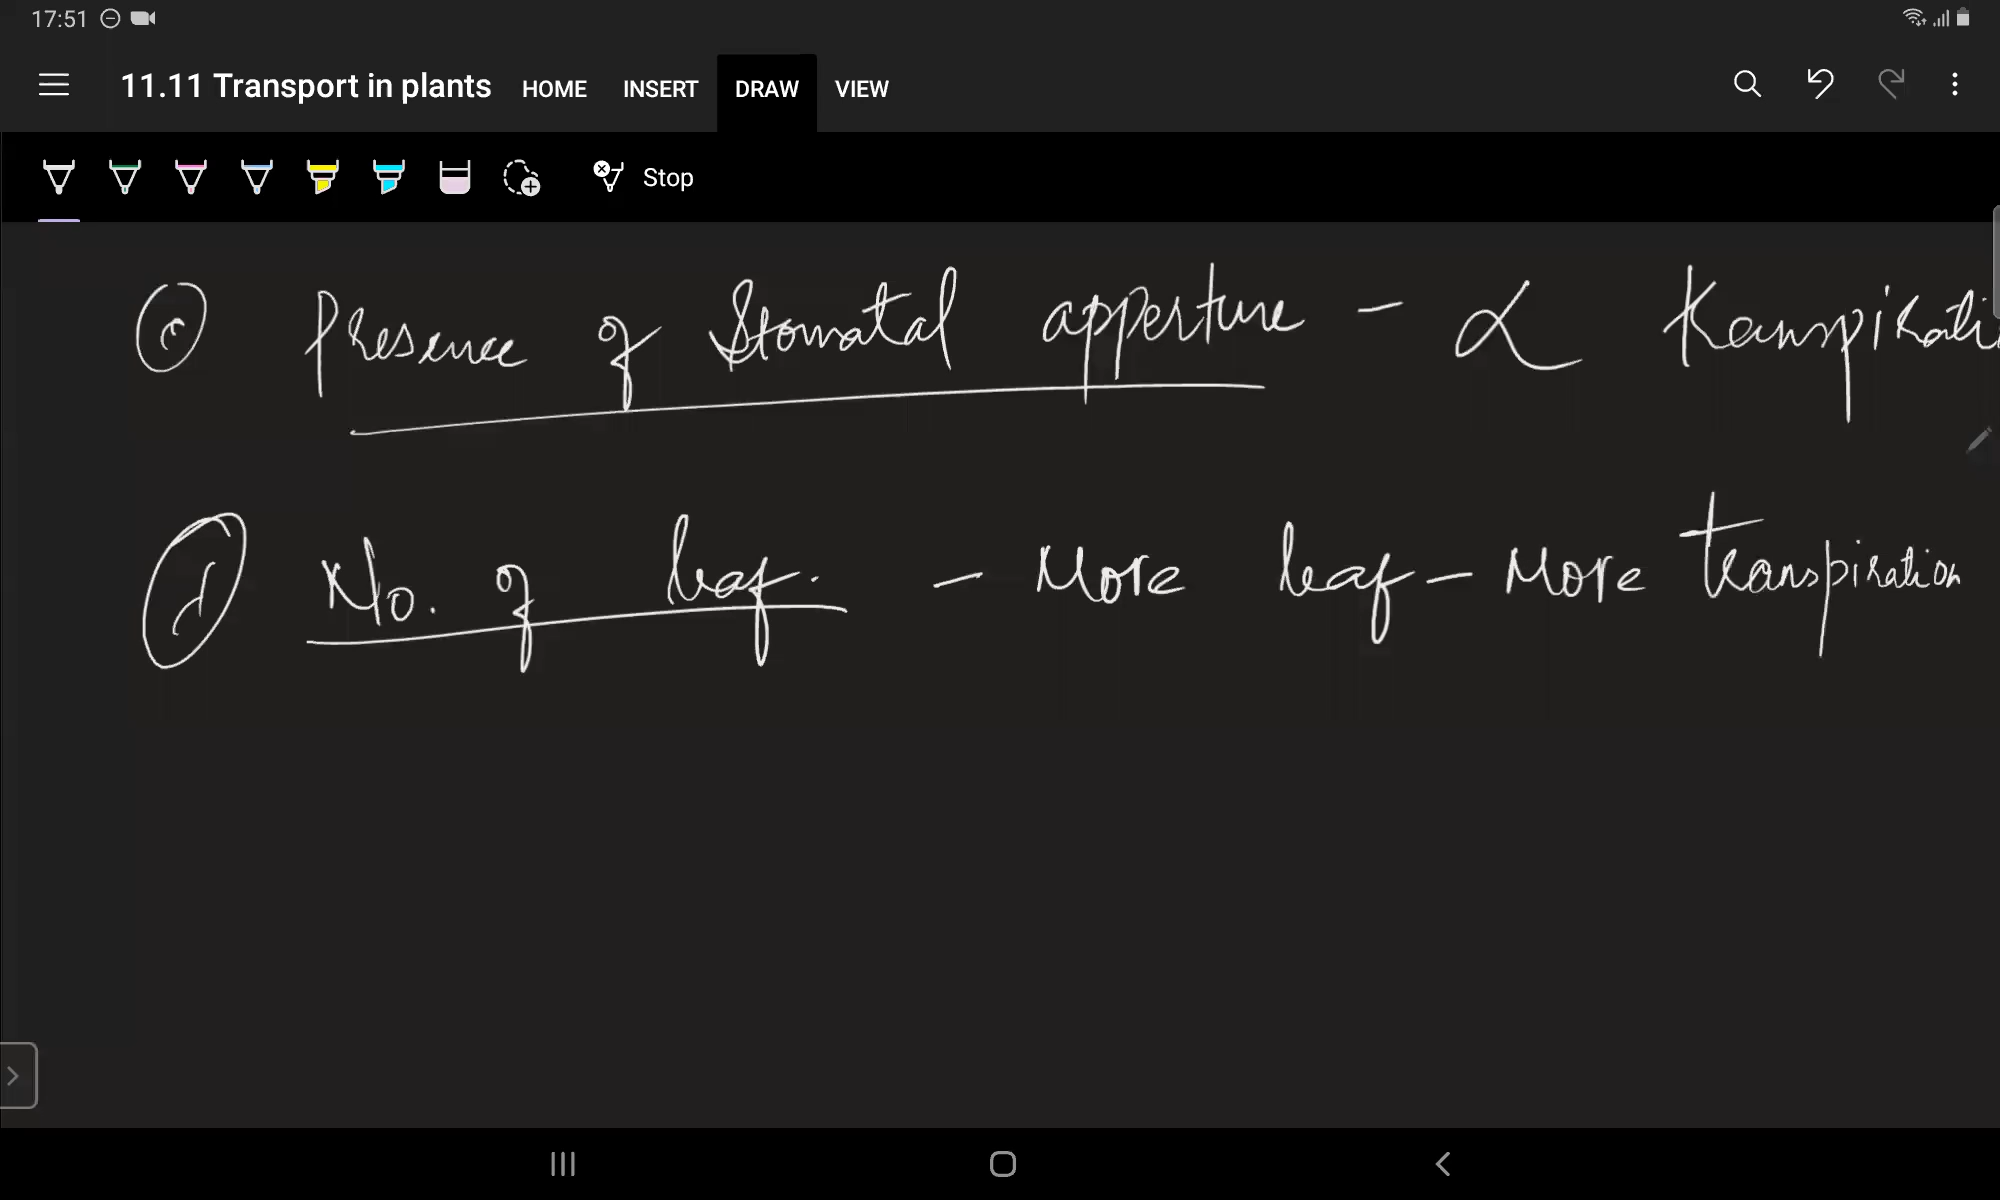 17:51
11.11 Transport in plants HOME INSERT DRAW VIEW
Stop
(c) Presence of Stomatal apperture - ∝ transpirati
(d) No. of leaf. - More leaf - More transpiration